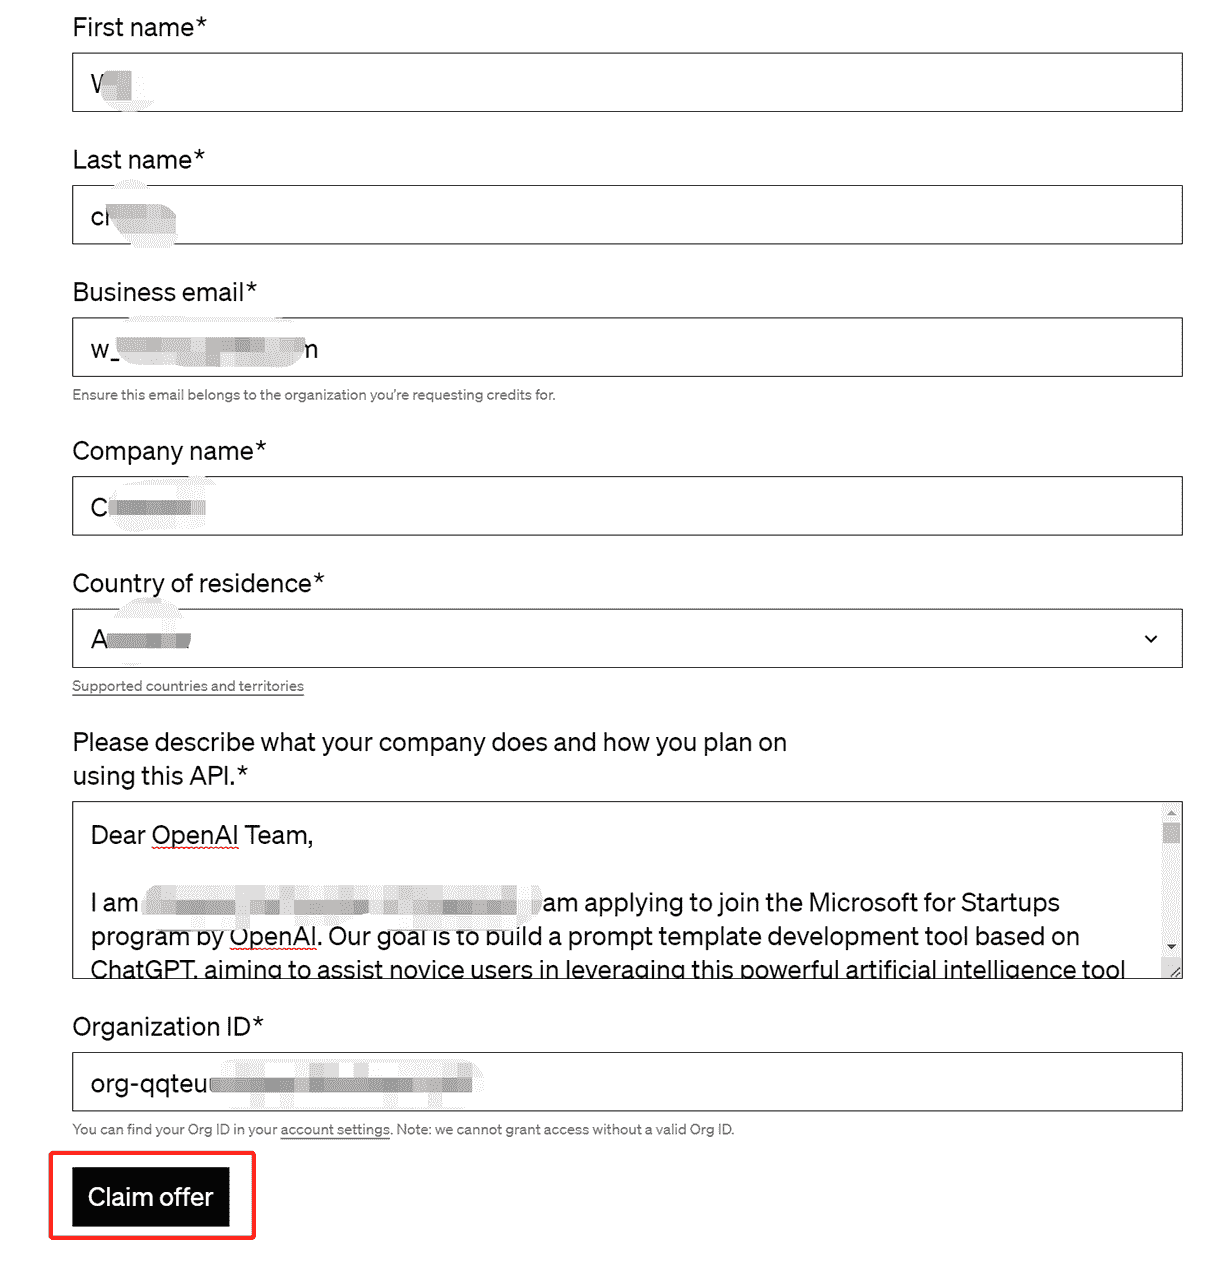 First name*
Last name*
Business email*
Ensure this email belongs to the organization you're requesting credits for.
Company name*
Country of residence*
Supported countries and territories
Please describe what your company does and how you plan on
using this API.*
Dear OpenAI Team,
I am am applying to join the Microsoft for Startups
program by OpenAI. Our goal is to build a prompt template development tool based on
ChatGPT, aiming to assist novice users in leveraging this powerful artificial intelligence tool
Organization ID*
You can find your Org ID in your account settings. Note: we cannot grant access without a valid Org ID.
Claim offer